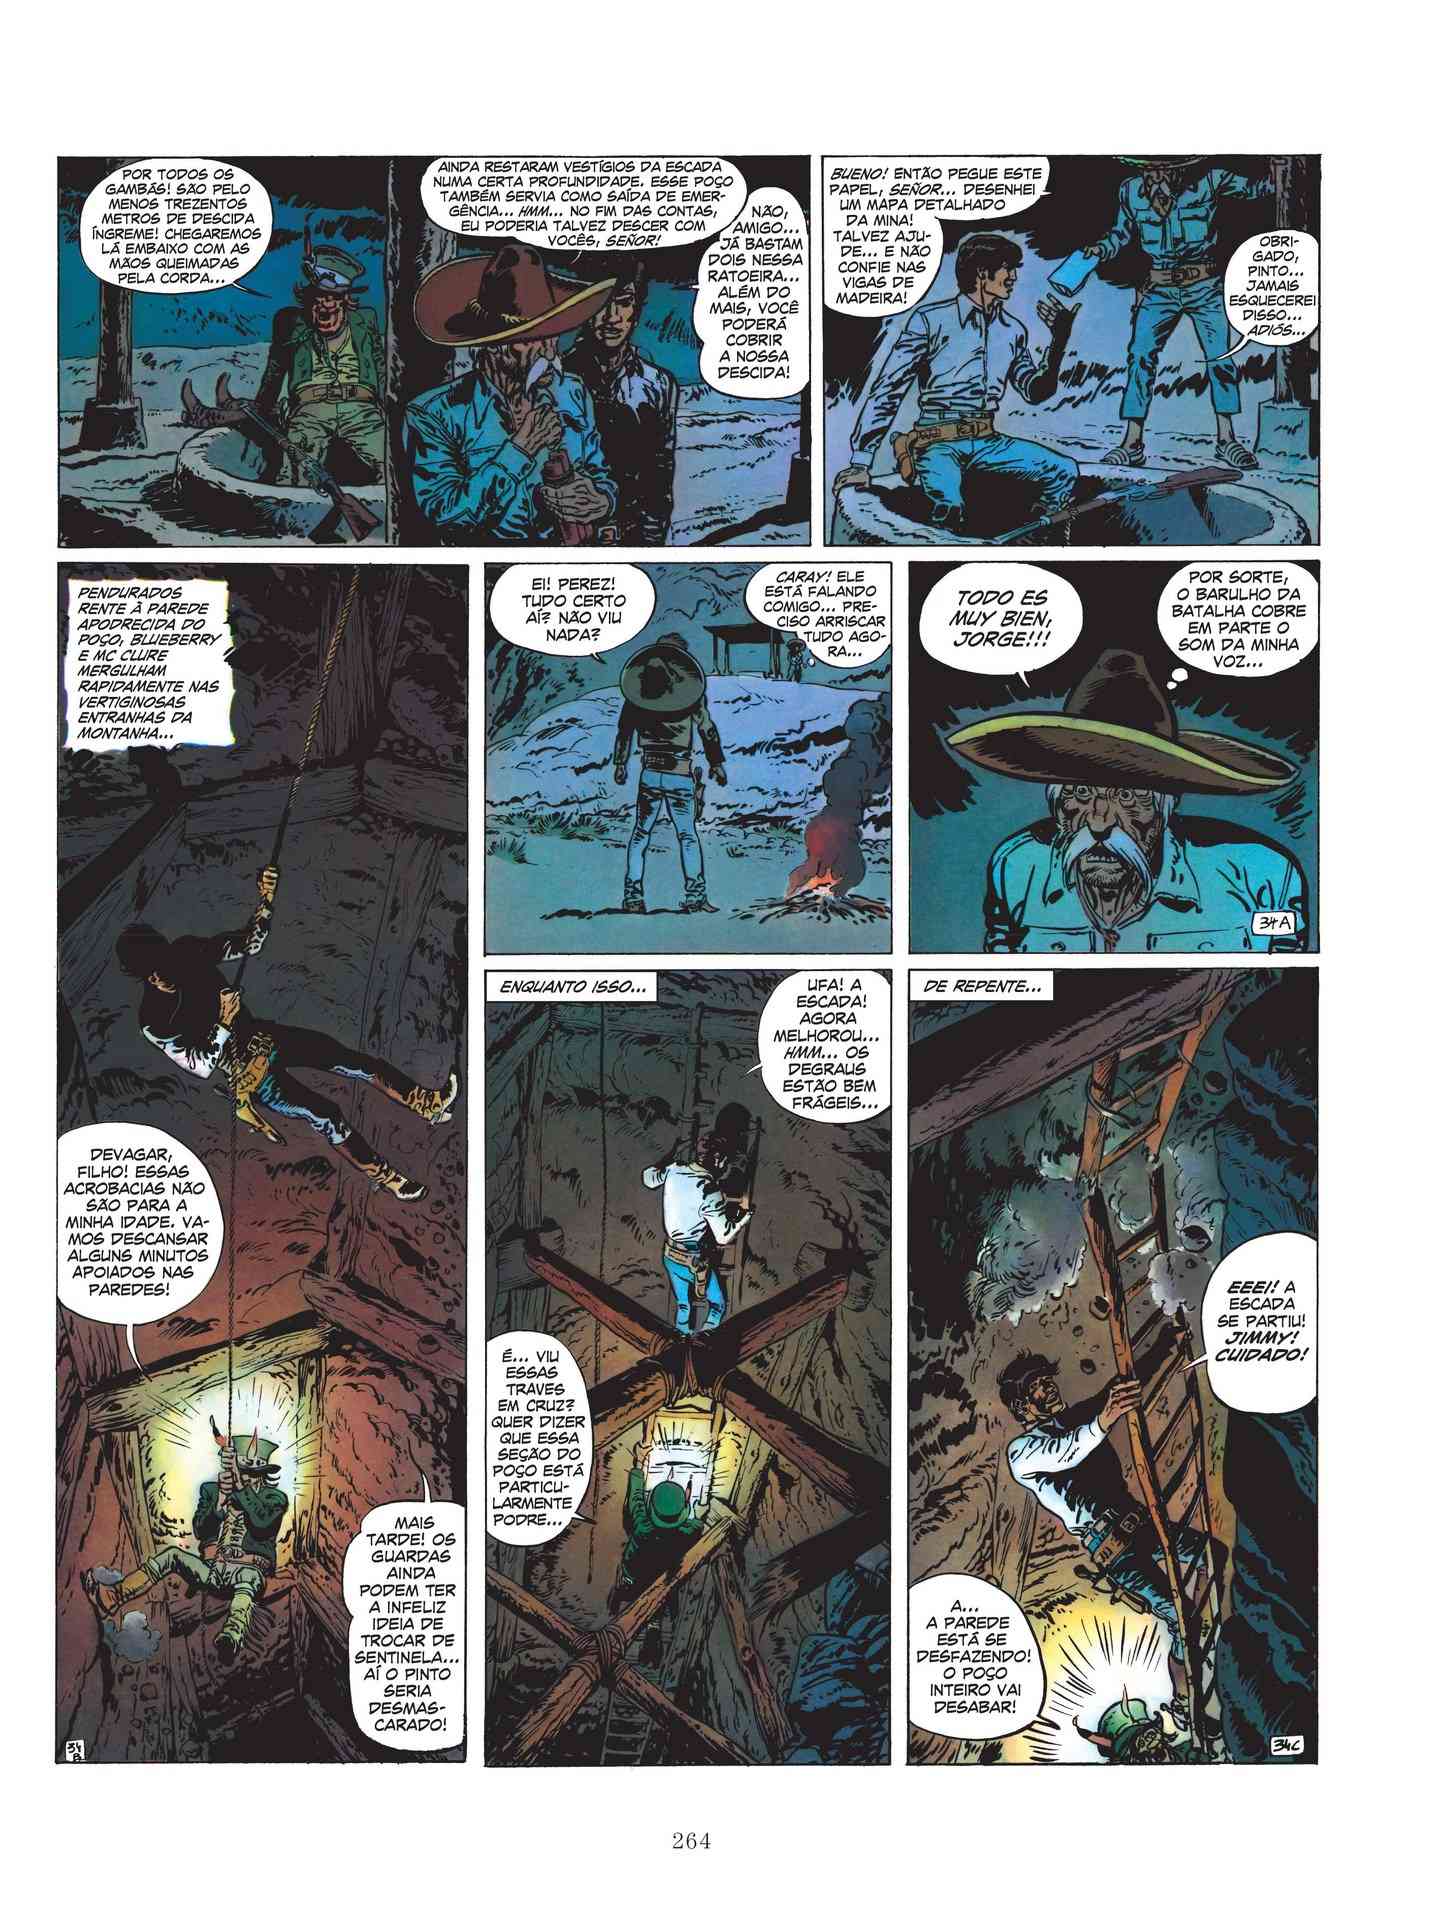 POR TODOS OS
GAMBÁS! SÃO PELO
MENOS TREZENTOS
METROS DE DESCIDA
ÍNGREME! CHEGAREMOS
LÁ EMBAIXO COM AS
MÃOS QUEIMADAS
PELA CORDA...
AINDA RESTARAM VESTÍGIOS DA ESCADA
NUMA CERTA PROFUNDIDADE. ESSE POÇO
TAMBÉM SERVIA COMO SAÍDA DE EMER-
GÊNCIA... HMM... NO FIM DAS CONTAS,
EU PODERIA TALVEZ DESCER COM
VOCÊS, SEÑOR!
NÃO,
AMIGO...
JÁ BASTAM
DOIS NESSA
RATOEIRA...
ALÉM DO
MAIS, VOCÊ
PODERÁ
COBRIR
A NOSSA
DESCIDA!
BUENO! ENTÃO PEGUE ESTE
PAPEL, SEÑOR... DESENHEI
UM MAPA DETALHADO
DA MINA!
TALVEZ AJU-
DE... E NÃO
CONFIE NAS
VIGAS DE
MADEIRA!
OBRI-
GADO,
PINTO...
JAMAIS
ESQUECEREI
DISSO...
ADIÓS...
PENDURADOS
RENTE À PAREDE
APODRECIDA DO
POÇO, BLUEBERRY
E MC CLURE
MERGULHAM
RAPIDAMENTE NAS
VERTIGINOSAS
ENTRANHAS DA
MONTANHA...
DEVAGAR,
FILHO! ESSAS
ACROBACIAS NÃO
SÃO PARA A
MINHA IDADE. VA-
MOS DESCANSAR
ALGUNS MINUTOS
APOIADOS NAS
PAREDES!
MAIS
TARDE! OS
GUARDAS
AINDA
PODEM TER
A INFELIZ
IDEIA DE
TROCAR DE
SENTINELA...
AÍ O PINTO
SERIA
DESMAS-
CARADO!
34
B
EI! PEREZ!
TUDO CERTO
AÍ? NÃO VIU
NADA?
CARAY! ELE
ESTÁ FALANDO
COMIGO... PRE-
CISO ARRISCAR
TUDO AGO-
RA...
TODO ES
MUY BIEN,
JORGE!!!
POR SORTE,
O BARULHO DA
BATALHA COBRE
EM PARTE O
SOM DA MINHA
VOZ...
34A
ENQUANTO ISSO...
UFA! A
ESCADA!
AGORA
MELHOROU...
HMM... OS
DEGRAUS
ESTÃO BEM
FRÁGEIS...
É... VIU
ESSAS
TRAVES
EM CRUZ?
QUER DIZER
QUE ESSA
SEÇÃO DO
POÇO ESTÁ
PARTICU-
LARMENTE
PODRE...
DE REPENTE...
EEEI! A
ESCADA
SE PARTIU!
JIMMY!
CUIDADO!
A...
A PAREDE
ESTÁ SE
DESFAZENDO!
O POÇO
INTEIRO VAI
DESABAR!
34C
264